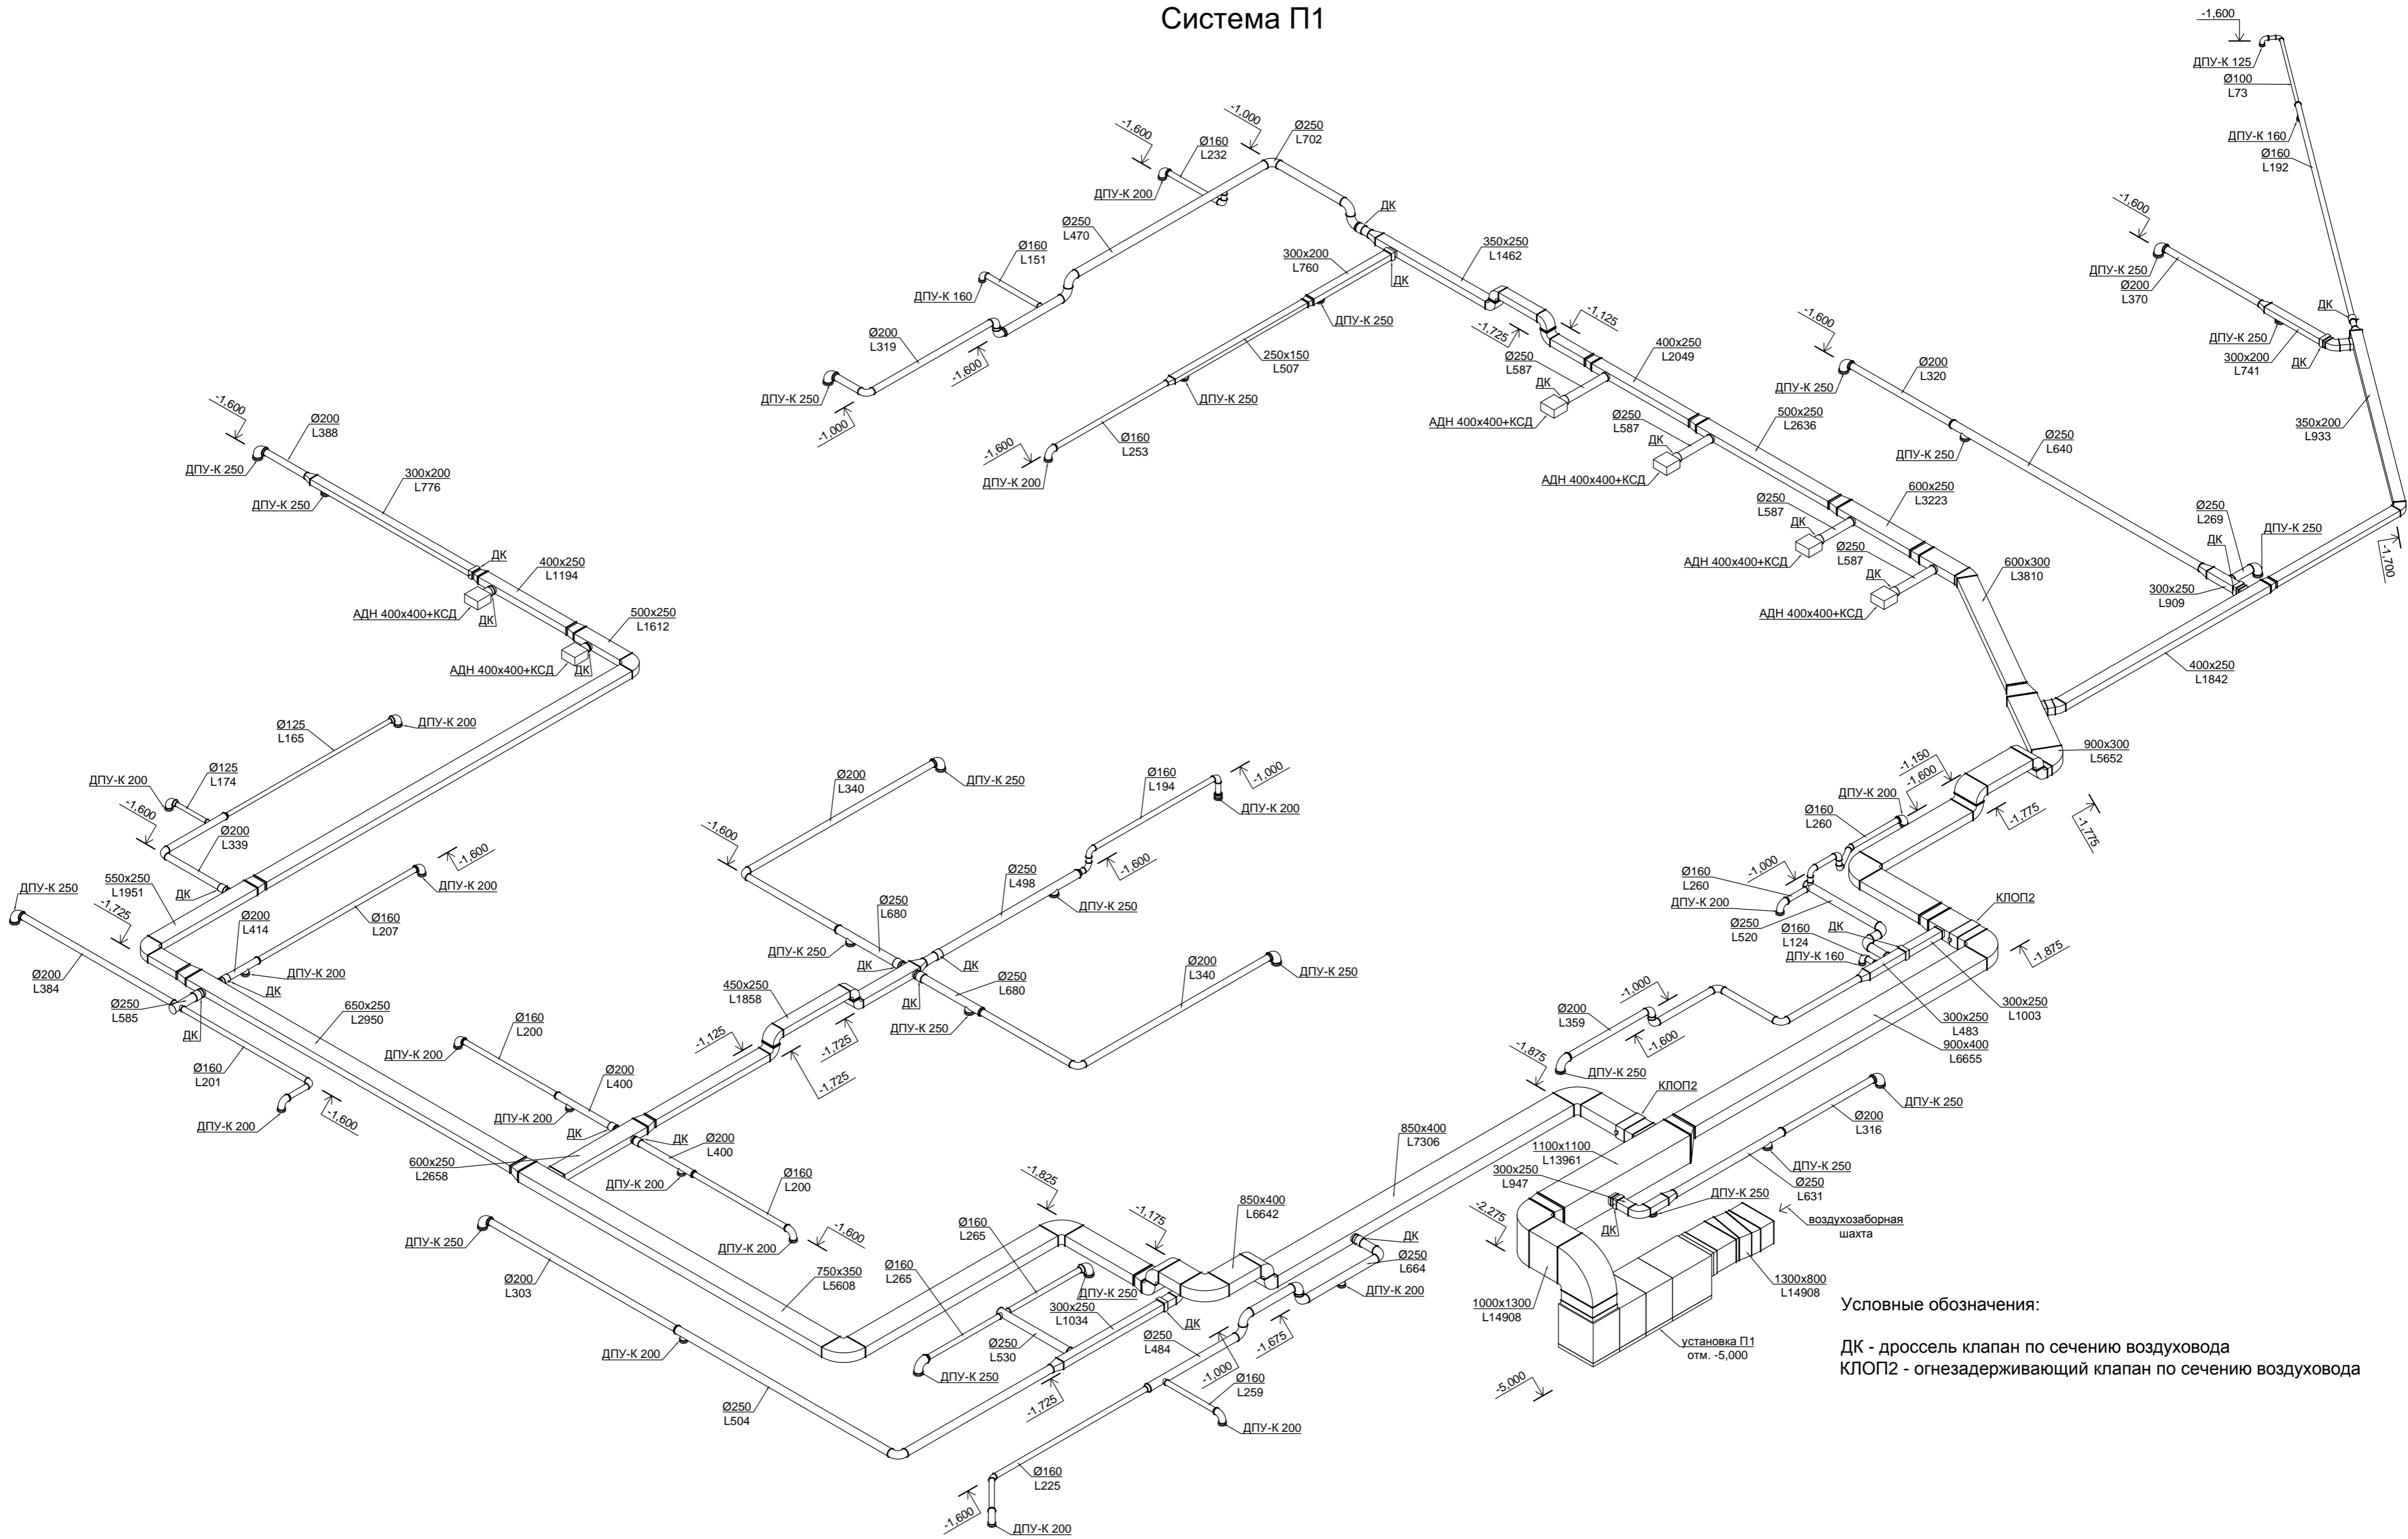 Система П1
-1,600
ДПУ-К 125
Ø100
L73
ДПУ-К 160
Ø160
L192
-1,600
ДПУ-К 250
Ø200
L370
ДК
ДПУ-К 250
300x200
L741
ДК
350x200
L933
-1,700
-1,600
Ø160
L232
ДПУ-К 200
-1,000
Ø250
L702
Ø250
L470
Ø160
L151
ДПУ-К 160
Ø200
L319
-1,600
ДПУ-К 250
-1,000
ДК
350x250
L1462
300x200
L760
ДК
ДПУ-К 250
250x150
L507
ДПУ-К 250
Ø160
L253
-1,600
ДПУ-К 200
-1,725
-1,125
400x250
L2049
Ø250
L587
ДК
АДН 400x400+КСД
Ø250
L587
ДК
АДН 400x400+КСД
500x250
L2636
Ø250
L587
ДК
АДН 400x400+КСД
600x250
L3223
Ø250
L587
ДК
АДН 400x400+КСД
600x300
L3810
-1,600
ДПУ-К 250
Ø200
L320
ДПУ-К 250
Ø250
L640
Ø250
L269
ДПУ-К 250
ДК
300x250
L909
400x250
L1842
900x300
L5652
-1,600
Ø200
L388
ДПУ-К 250
ДПУ-К 250
300x200
L776
ДК
400x250
L1194
АДН 400x400+КСД
ДК
500x250
L1612
АДН 400x400+КСД
ДК
Ø125
L165
ДПУ-К 200
Ø125
L174
ДПУ-К 200
-1,600
Ø200
L339
ДК
550x250
L1951
-1,725
ДПУ-К 250
-1,600
ДПУ-К 200
Ø200
L414
Ø160
L207
ДПУ-К 200
ДК
Ø200
L384
Ø250
L585
ДК
650x250
L2950
Ø160
L201
ДПУ-К 200
-1,600
Ø200
L340
ДПУ-К 250
-1,600
Ø160
L194
-1,000
ДПУ-К 200
-1,600
Ø250
L498
ДПУ-К 250
Ø250
L680
ДПУ-К 250
ДК
ДК
450x250
L1858
ДК
Ø250
L680
ДПУ-К 250
Ø200
L340
ДПУ-К 250
-1,725
-1,125
-1,725
Ø160
L200
ДПУ-К 200
Ø200
L400
ДПУ-К 200
ДК
ДК
Ø200
L400
600x250
L2658
ДПУ-К 200
Ø160
L200
ДПУ-К 200
-1,600
ДПУ-К 250
Ø200
L303
ДПУ-К 200
Ø250
L504
750x350
L5608
-1,825
Ø160
L265
Ø160
L265
ДПУ-К 250
ДПУ-К 250
Ø250
L530
300x250
L1034
ДК
-1,725
-1,175
850x400
L6642
850x400
L7306
ДК
Ø250
L664
ДПУ-К 200
-1,675
Ø250
L484
-1,000
Ø160
L259
ДПУ-К 200
Ø160
L225
-1,600
ДПУ-К 200
-1,150
-1,600
ДПУ-К 200
Ø160
L260
-1,775
-1,775
-1,000
Ø160
L260
ДПУ-К 200
Ø250
L520
ДК
Ø160
L124
ДПУ-К 160
КЛОП2
-1,875
300x250
L1003
300x250
L483
900x400
L6655
-1,000
Ø200
L359
-1,600
ДПУ-К 250
-1,875
КЛОП2
1100x1100
L13961
300x250
L947
ДК
ДПУ-К 250
Ø250
L631
ДПУ-К 250
Ø200
L316
ДПУ-К 250
-2,275
воздухозаборная
шахта
1300x800
L14908
1000x1300
L14908
установка П1
отм. -5,000
-5,000
Условные обозначения:
ДК - дроссель клапан по сечению воздуховода
КЛОП2 - огнезадерживающий клапан по сечению воздуховода